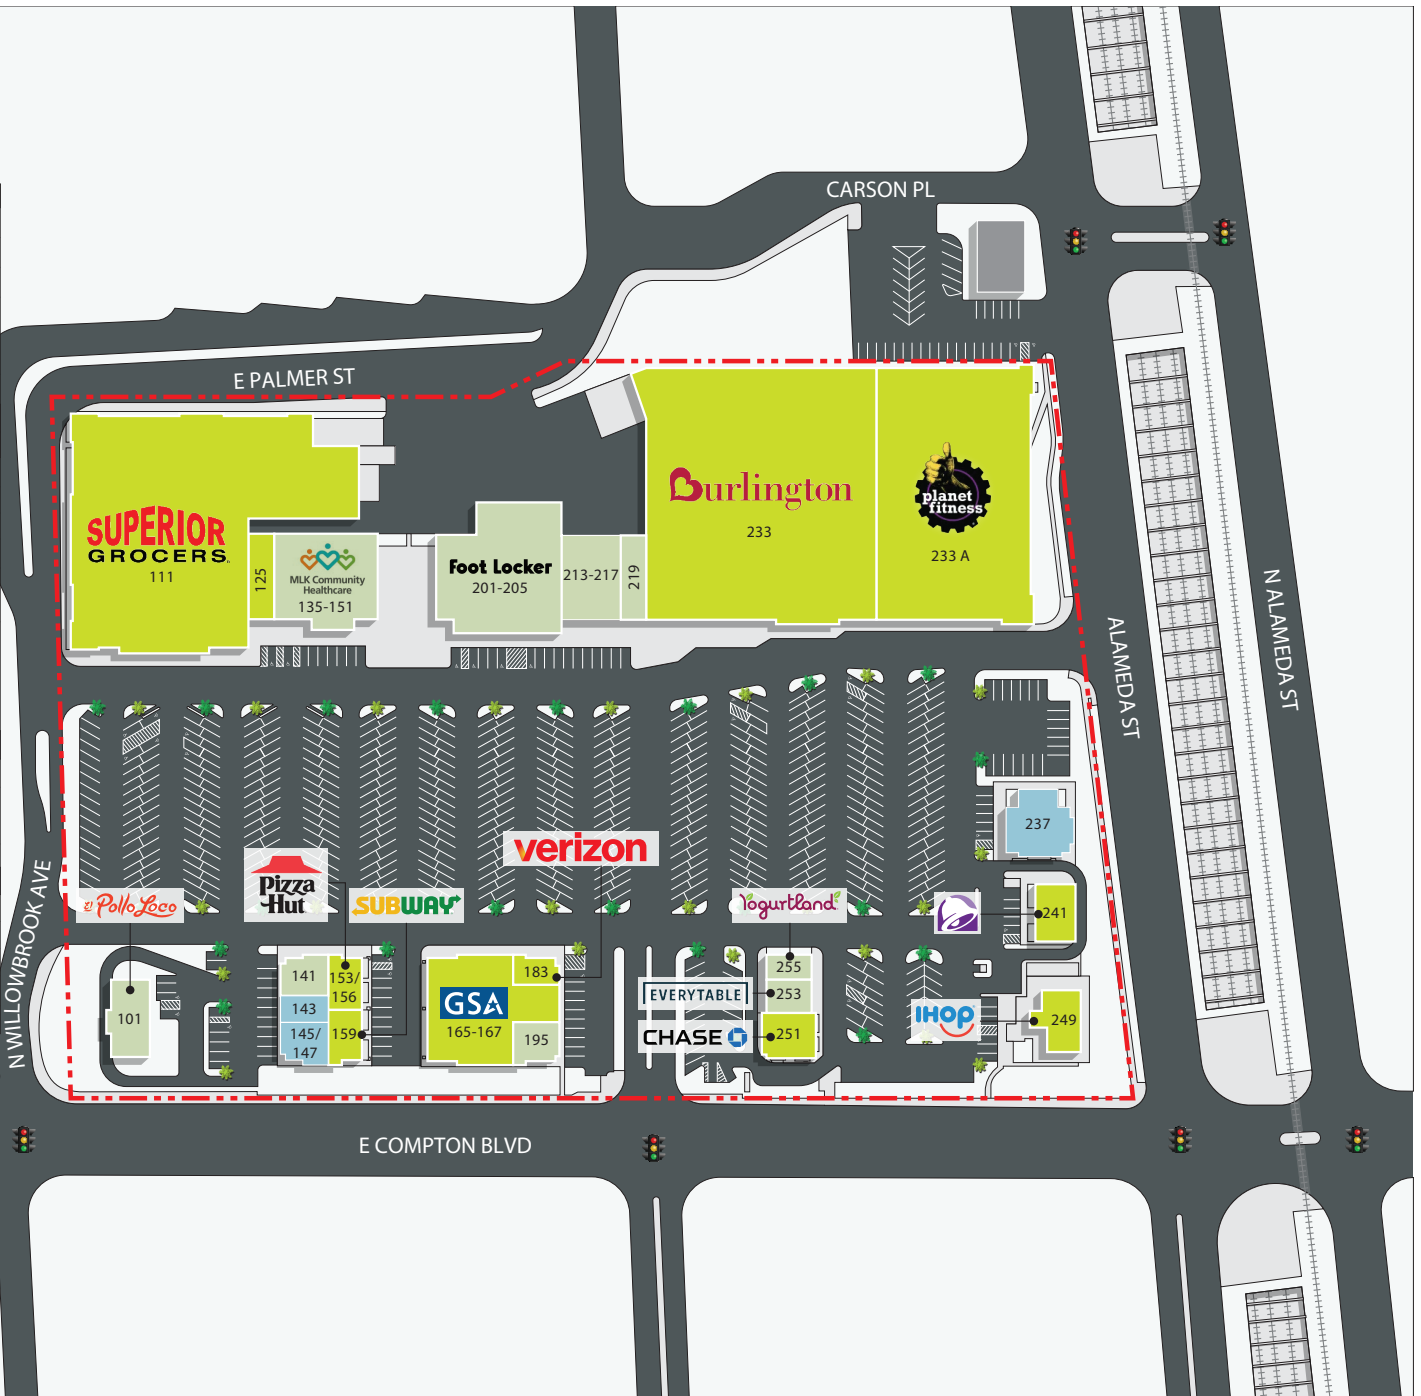 CARSON PL
E PALMER ST
SUPERIOR
GROCERS
111
125
MLK Community
Healthcare
135-151
Foot Locker
201-205
213-217
219
Burlington
233
planet
fitness
233 A
N ALAMEDA ST
ALAMEDA ST
237
verizon
Pizza
Hut
SUBWAY
El Pollo Loco
Yogurtland
241
N WILLOWBROOK AVE
101
141
153/
156
143
145/
147
159
183
GSA
165-167
195
255
EVERYTABLE
253
CHASE
251
IHOP
249
E COMPTON BLVD